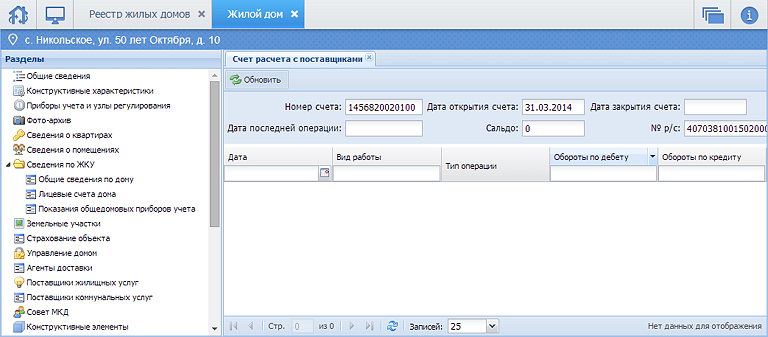 Реестр жилых домов
Жилой дом
с. Никольское, ул. 50 лет Октября, д. 10
Разделы
Общие сведения
Конструктивные характеристики
Приборы учета и узлы регулирования
Фото-архив
Сведения о квартирах
Сведения о помещениях
Сведения по ЖКУ
Общие сведения по дому
Лицевые счета дома
Показания общедомовых приборов учета
Земельные участки
Страхование объекта
Управление домом
Агенты доставки
Поставщики жилищных услуг
Поставщики коммунальных услуг
Совет МКД
Конструктивные элементы
Счет расчета с поставщиками
Обновить
Номер счета: 1456820020100 Дата открытия счета: 31.03.2014 Дата закрытия счета:
Дата последней операции: Сальдо: 0 № р/с: 4070381001502000
Дата Вид работы Тип операции Обороты по дебету Обороты по кредиту
Стр. 0 из 0 Записей: 25 Нет данных для отображения